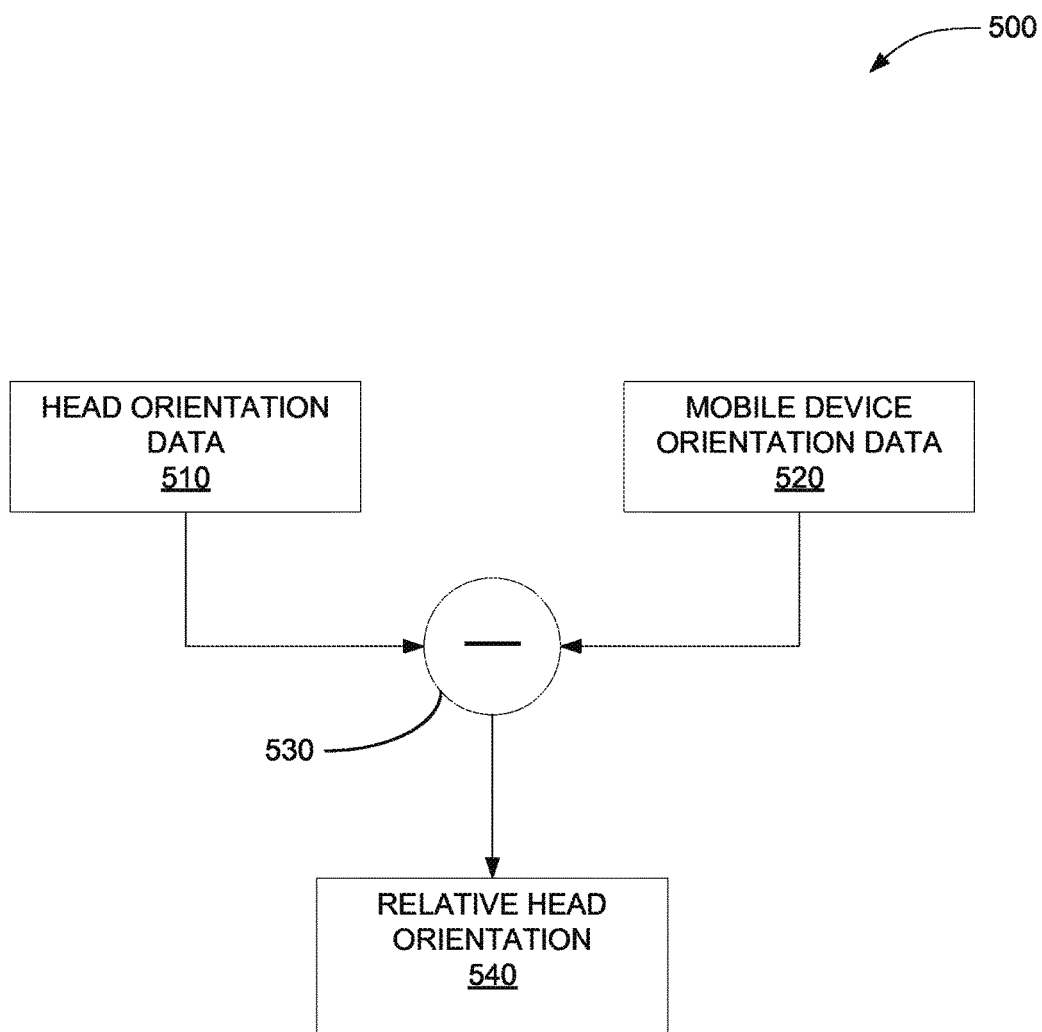 500
HEAD ORIENTATION
DATA
510
MOBILE DEVICE
ORIENTATION DATA
520
—
530
RELATIVE HEAD
ORIENTATION
540